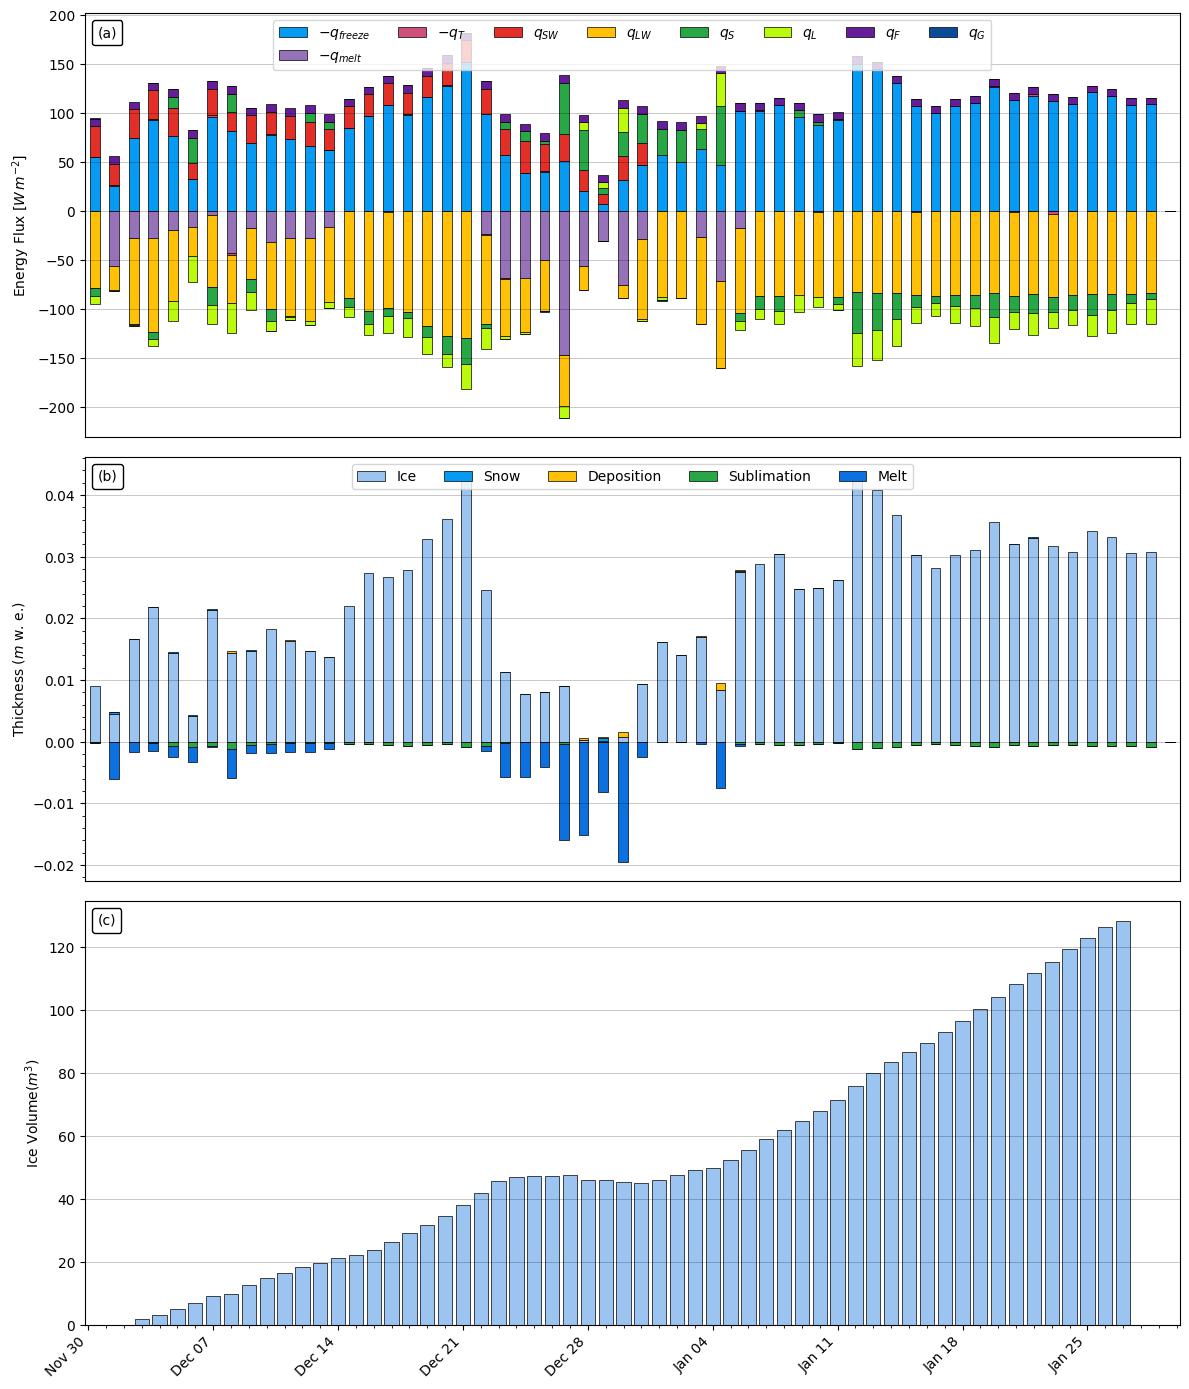 (a)
−q_freeze −q_T q_SW q_LW q_S q_L q_F q_G
−q_melt
200
150
100
50
0
−50
−100
−150
−200
Energy Flux [W m⁻²]
(b)
Ice Snow Deposition Sublimation Melt
0.04
0.03
0.02
0.01
0.00
−0.01
−0.02
Thickness (m w. e.)
(c)
120
100
80
60
40
20
0
Ice Volume(m³)
Nov 30 Dec 07 Dec 14 Dec 21 Dec 28 Jan 04 Jan 11 Jan 18 Jan 25